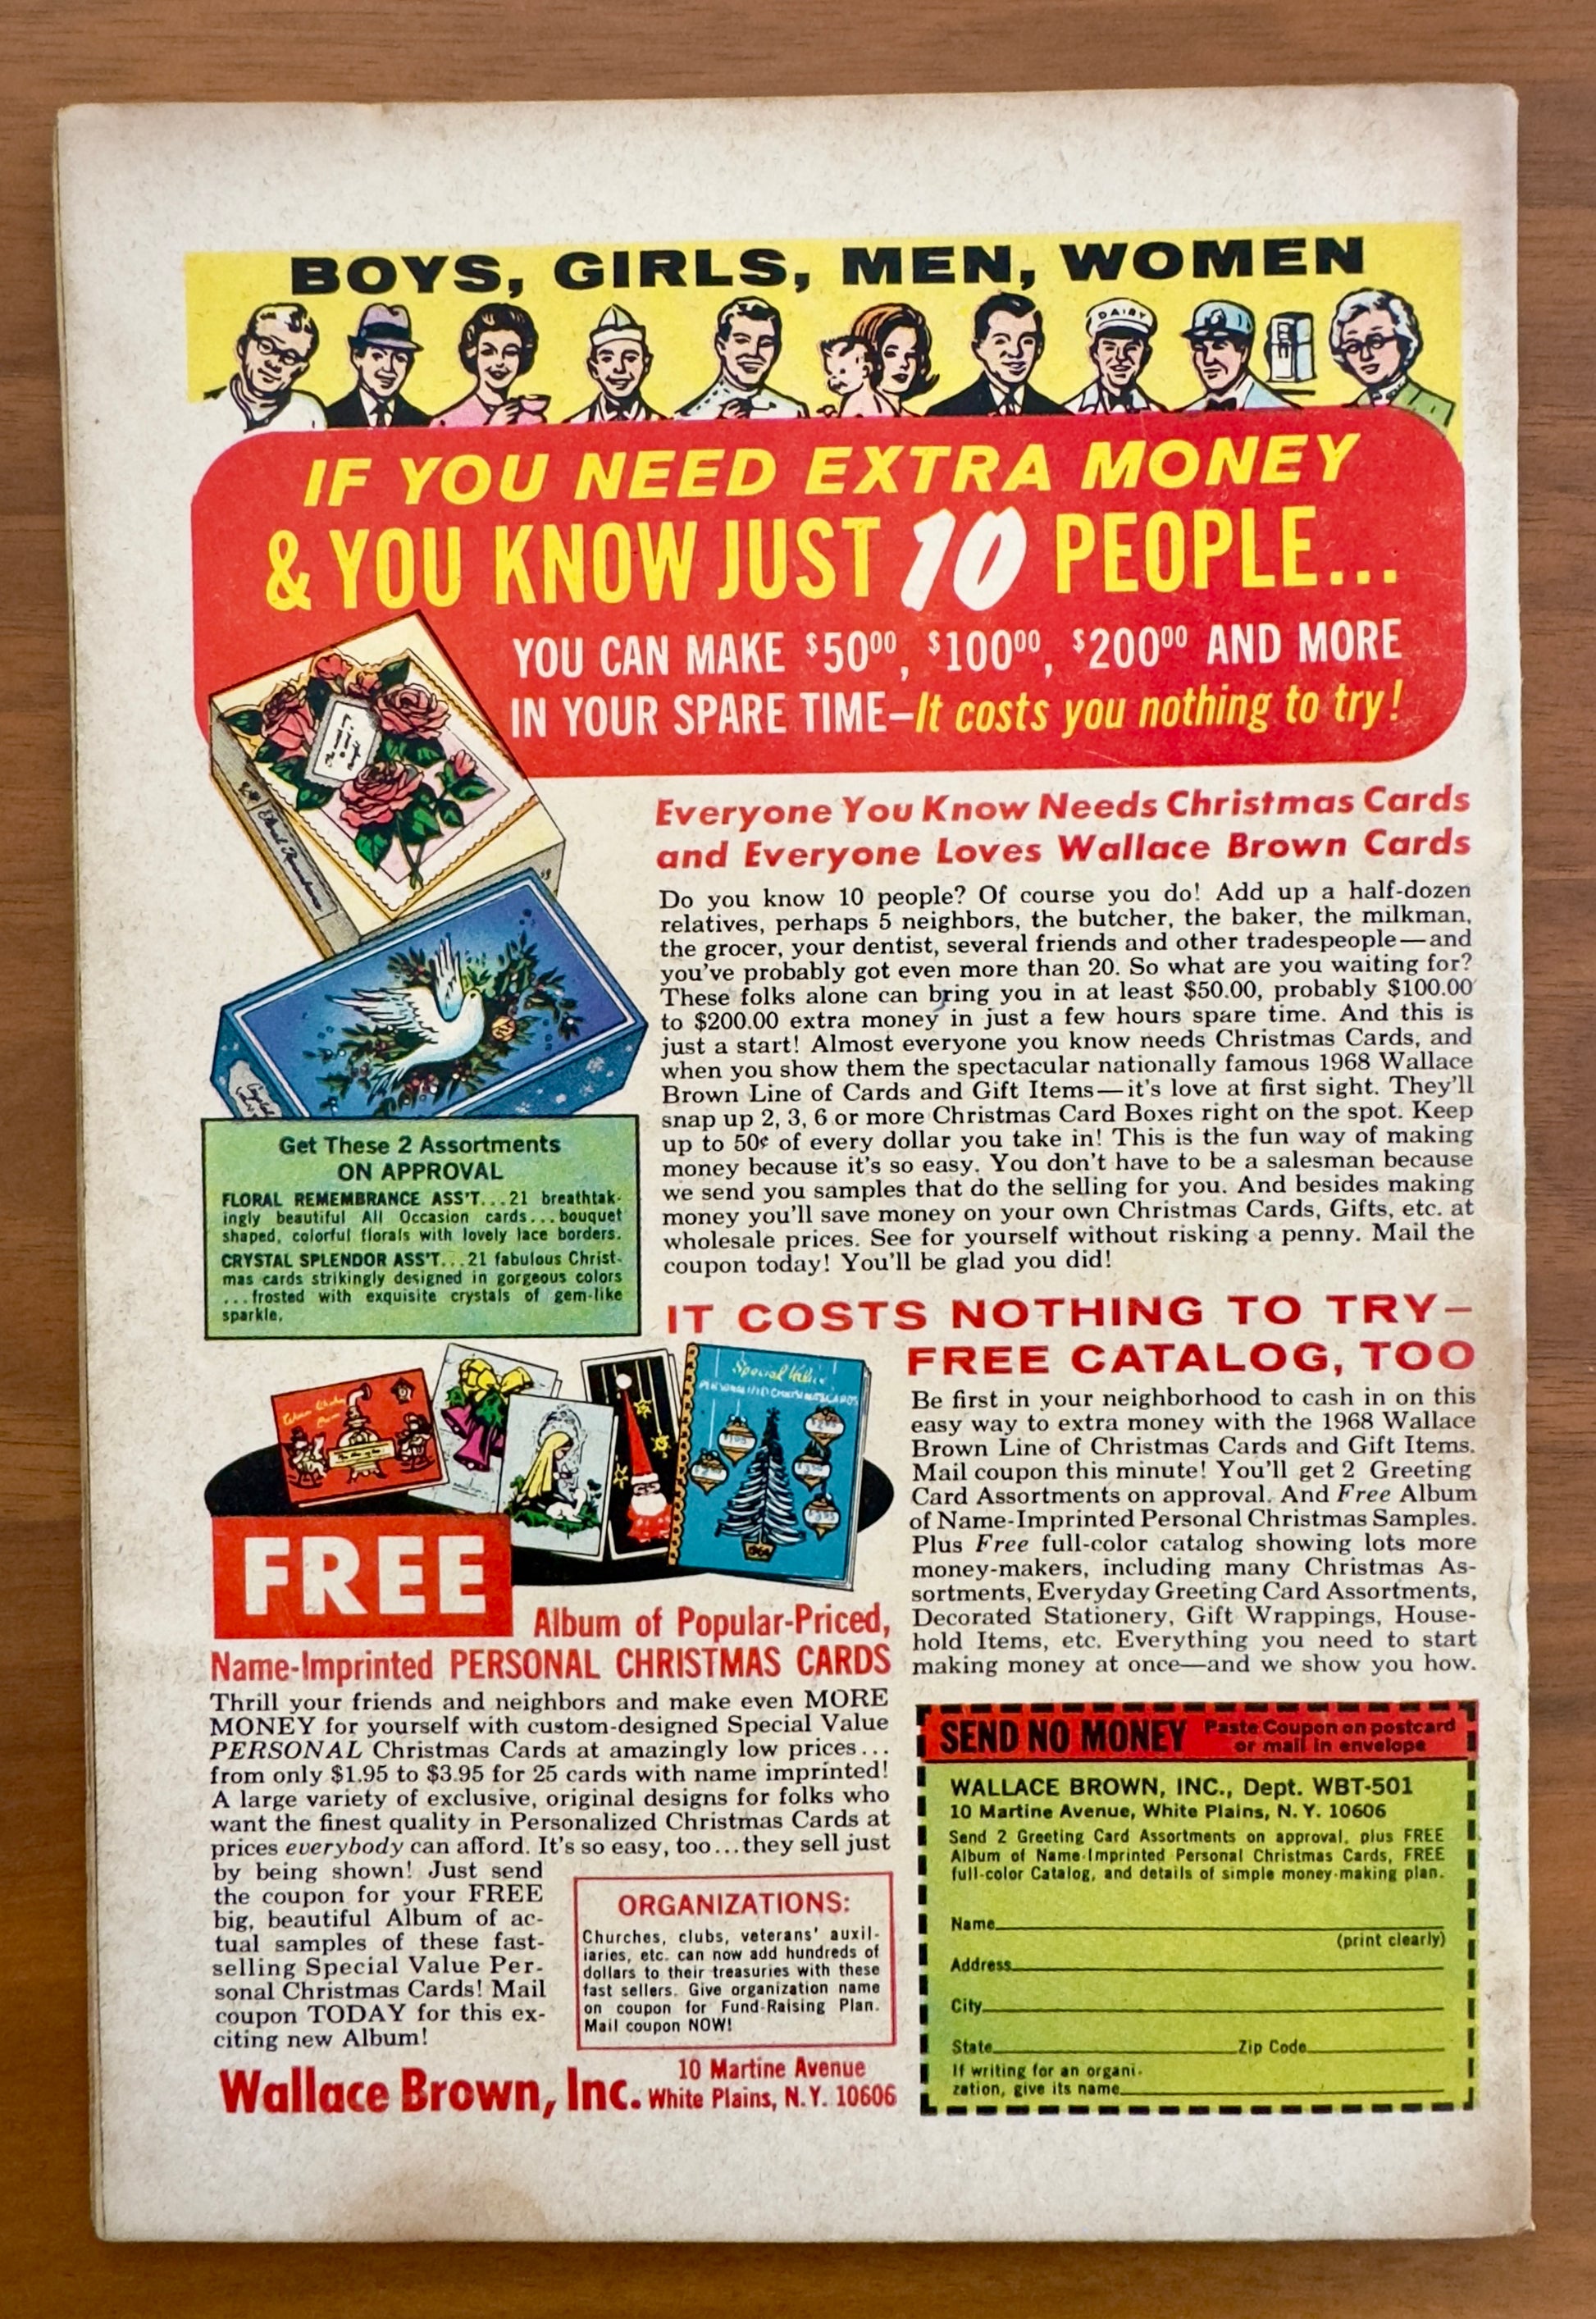 BOYS, GIRLS, MEN, WOMEN
DAIRY
IF YOU NEED EXTRA MONEY
& YOU KNOW JUST 10 PEOPLE...
YOU CAN MAKE $5000, $10000, $20000 AND MORE
IN YOUR SPARE TIME—It costs you nothing to try!
Everyone You Know Needs Christmas Cards
and Everyone Loves Wallace Brown Cards
Do you know 10 people? Of course you do! Add up a half-dozen
relatives, perhaps 5 neighbors, the butcher, the baker, the milkman,
the grocer, your dentist, several friends and other tradespeople—and
you've probably got even more than 20. So what are you waiting for?
These folks alone can bring you in at least $50.00, probably $100.00
to $200.00 extra money in just a few hours spare time. And this is
just a start! Almost everyone you know needs Christmas Cards, and
when you show them the spectacular nationally famous 1968 Wallace
Brown Line of Cards and Gift Items—it's love at first sight. They'll
snap up 2, 3, 6 or more Christmas Card Boxes right on the spot. Keep
up to 50¢ of every dollar you take in! This is the fun way of making
money because it's so easy. You don't have to be a salesman because
we send you samples that do the selling for you. And besides making
money you'll save money on your own Christmas Cards, Gifts, etc. at
wholesale prices. See for yourself without risking a penny. Mail the
coupon today! You'll be glad you did!
Get These 2 Assortments
ON APPROVAL
FLORAL REMEMBRANCE ASS'T...21 breathtak-
ingly beautiful All Occasion cards...bouquet
shaped, colorful florals with lovely lace borders.
CRYSTAL SPLENDOR ASS'T...21 fabulous Christ-
mas cards strikingly designed in gorgeous colors
...frosted with exquisite crystals of gem-like
sparkle.
IT COSTS NOTHING TO TRY—
FREE CATALOG, TOO
Be first in your neighborhood to cash in on this
easy way to extra money with the 1968 Wallace
Brown Line of Christmas Cards and Gift Items.
Mail coupon this minute! You'll get 2 Greeting
Card Assortments on approval. And Free Album
of Name-Imprinted Personal Christmas Samples.
Plus Free full-color catalog showing lots more
money-makers, including many Christmas As-
sortments, Everyday Greeting Card Assortments,
Decorated Stationery, Gift Wrappings, House-
hold Items, etc. Everything you need to start
making money at once—and we show you how.
Special Value
PERSONALIZED CHRISTMAS CARDS
FREE
Album of Popular-Priced,
Name-Imprinted PERSONAL CHRISTMAS CARDS
Thrill your friends and neighbors and make even MORE
MONEY for yourself with custom-designed Special Value
PERSONAL Christmas Cards at amazingly low prices...
from only $1.95 to $3.95 for 25 cards with name imprinted!
A large variety of exclusive, original designs for folks who
want the finest quality in Personalized Christmas Cards at
prices everybody can afford. It's so easy, too...they sell just
by being shown! Just send
the coupon for your FREE
big, beautiful Album of ac-
tual samples of these fast-
selling Special Value Per-
sonal Christmas Cards! Mail
coupon TODAY for this ex-
citing new Album!
ORGANIZATIONS:
Churches, clubs, veterans' auxil-
iaries, etc. can now add hundreds of
dollars to their treasuries with these
fast sellers. Give organization name
on coupon for Fund-Raising Plan.
Mail coupon NOW!
Wallace Brown, Inc. 10 Martine Avenue
White Plains, N.Y. 10606
SEND NO MONEY Paste Coupon on postcard
or mail in envelope
WALLACE BROWN, INC., Dept. WBT-501
10 Martine Avenue, White Plains, N.Y. 10606
Send 2 Greeting Card Assortments on approval, plus FREE
Album of Name-Imprinted Personal Christmas Cards, FREE
full-color Catalog, and details of simple money-making plan.
Name
(print clearly)
Address
City
State Zip Code
If writing for an organi-
zation, give its name